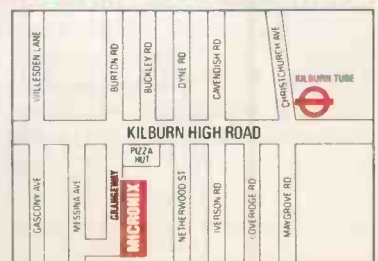 WILLESDEN LANE
BURTON RD
BUCKLEY RD
DYNE RD
CAVENDISH RD
CHRISTCHURCH AVE
KILBURN TUBE
KILBURN HIGH ROAD
PIZZA
HUT
GASCONY AVE
MESSINA AVE
GRANGEWAY
MICRONIX
NETHERWOOD ST
IVERSON RD
LOVERIDGE RD
MAYGROVE RD